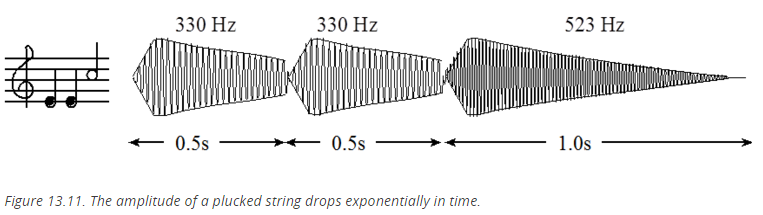 330 Hz 330 Hz 523 Hz
0.5s 0.5s 1.0s
Figure 13.11. The amplitude of a plucked string drops exponentially in time.